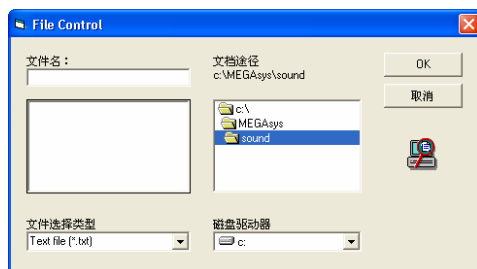 File Control
文件名：
文档途径
c:\MEGAsys\sound
OK
取消
c:\
MEGAsys
sound
文件选择类型
磁盘驱动器
Text file (*.txt)
c: